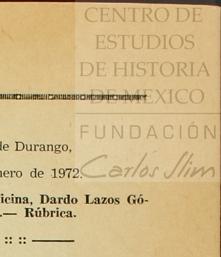 CENTRO DE
ESTUDIOS
DE HISTORIA
DE MEXICO
FUNDACIÓN
Carlos Slim
de Durango,
nero de 1972.
icina, Dardo Lazos Gó-
.— Rúbrica.